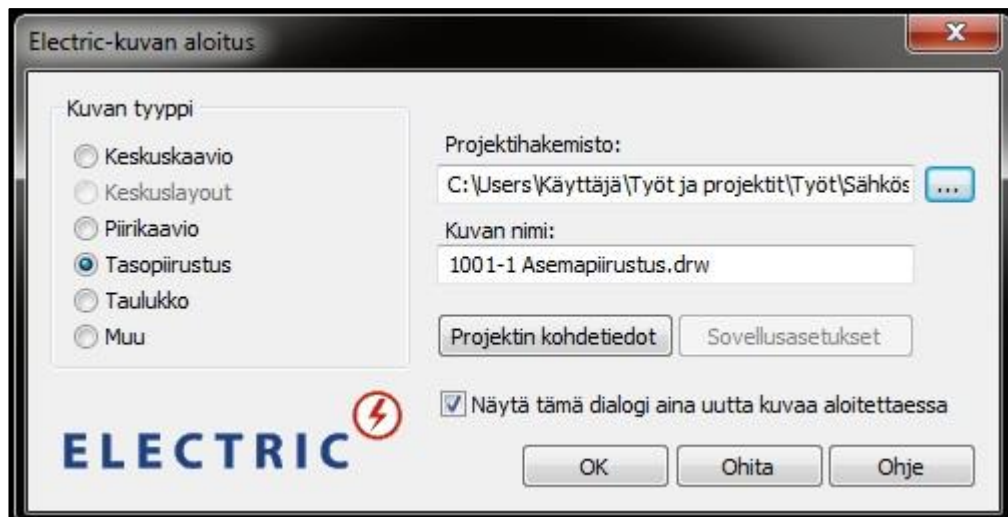 Electric-kuvan aloitus
Kuvan tyyppi
Keskuskaavio
Keskuslayout
Piirikaavio
Tasopiirustus
Taulukko
Muu
ELECTRIC
Projektihakemisto:
C:\Users\Käyttäjä\Työt ja projektit\Työt\Sähkös
...
Kuvan nimi:
1001-1 Asemapiirustus.drw
Projektin kohdetiedot
Sovellusasetukset
Näytä tämä dialogi aina uutta kuvaa aloitettaessa
OK
Ohita
Ohje